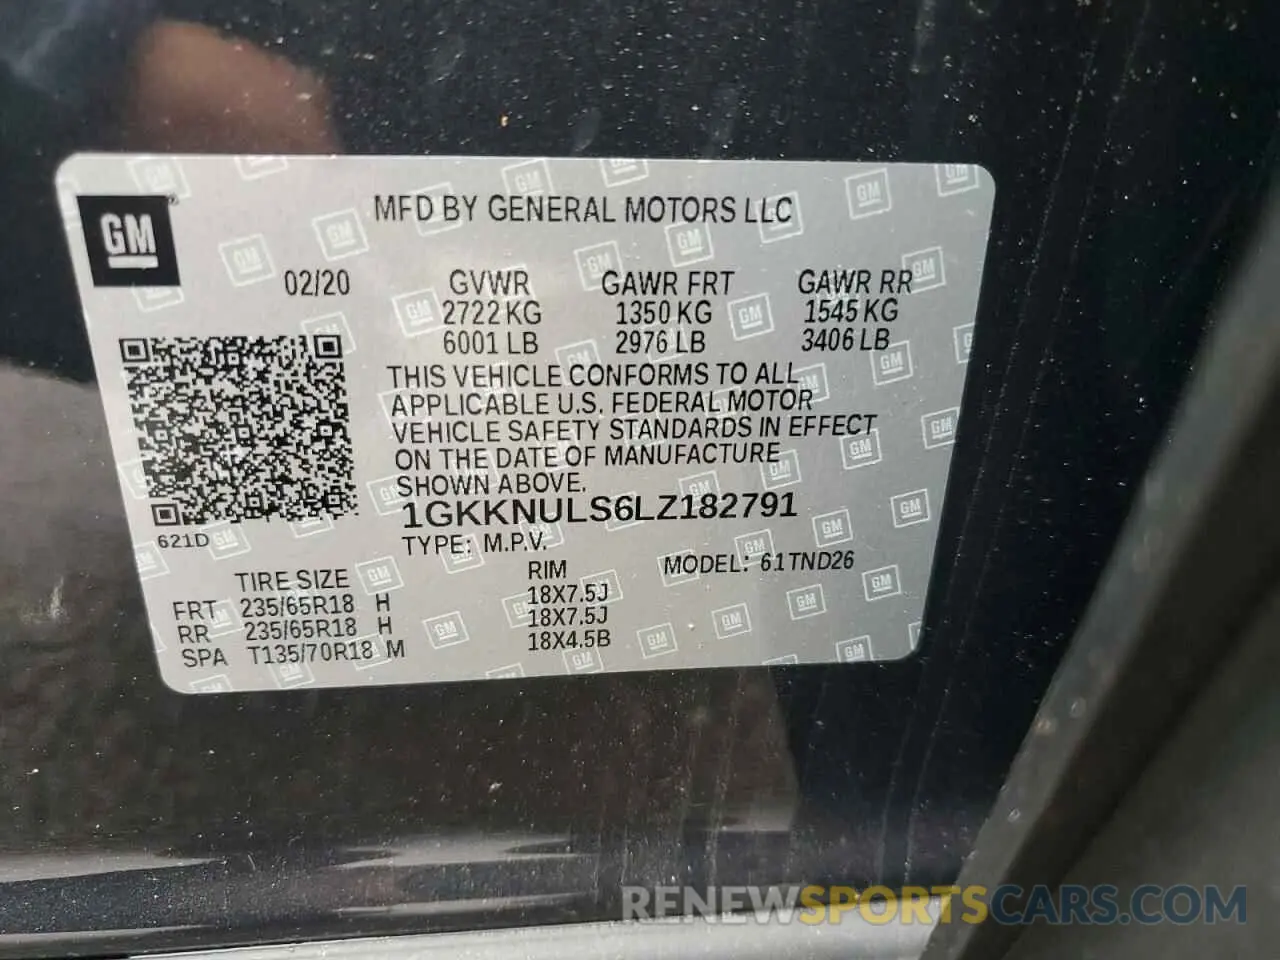 GM®
MFD BY GENERAL MOTORS LLC
02/20 GVWR GAWR FRT GAWR RR
2722 KG 1350 KG 1545 KG
6001 LB 2976 LB 3406 LB
THIS VEHICLE CONFORMS TO ALL
APPLICABLE U.S. FEDERAL MOTOR
VEHICLE SAFETY STANDARDS IN EFFECT
ON THE DATE OF MANUFACTURE
SHOWN ABOVE.
1GKKNULS6LZ182791
621D
TYPE: M.P.V.
MODEL: 61TND26
TIRE SIZE RIM
FRT 235/65R18 H 18X7.5J
RR 235/65R18 H 18X7.5J
SPA T135/70R18 M 18X4.5B
RENEWSPORTSCARS.COM